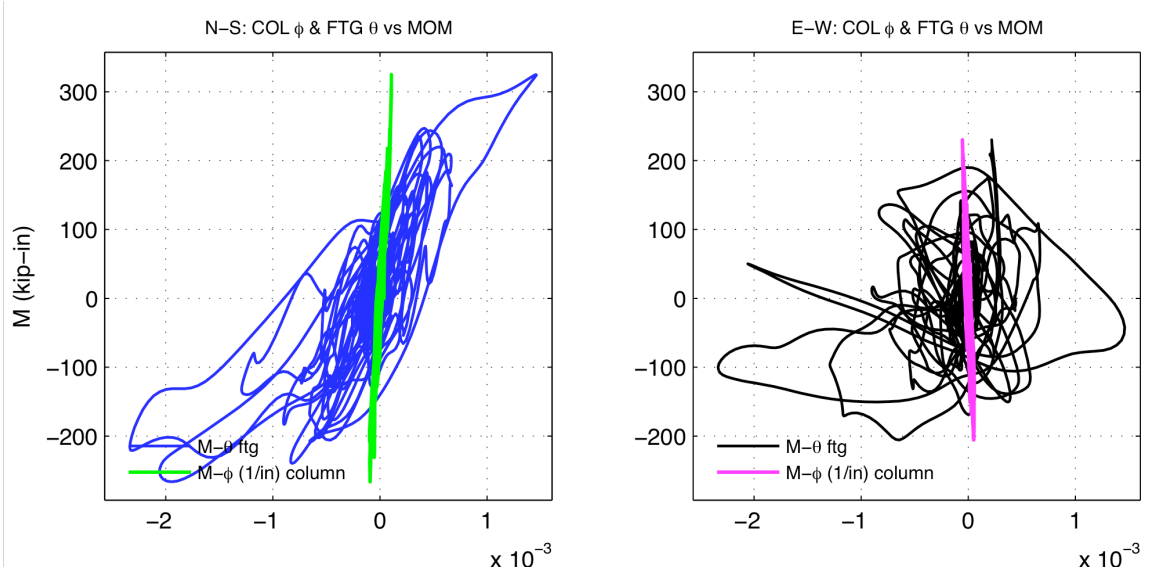 N−S: COL ϕ & FTG θ vs MOM
300
200
100
0
−100
−200
M (kip−in)
−2
−1
0
1
x 10−3
M−θ ftg
M−ϕ (1/in) column
E−W: COL ϕ & FTG θ vs MOM
300
200
100
0
−100
−200
−2
−1
0
1
x 10−3
M−θ ftg
M−ϕ (1/in) column